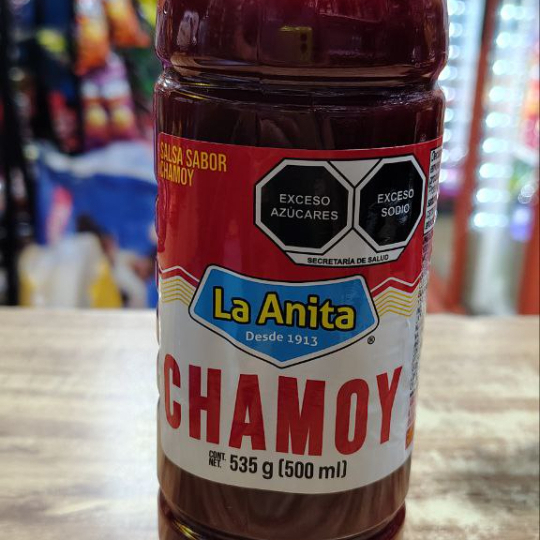 SALSA SABOR
CHAMOY
EXCESO
AZÚCARES
EXCESO
SODIO
SECRETARÍA DE SALUD
La Anita
Desde 1913
®
CHAMOY
CONT.
NET. 535 g (500 ml)